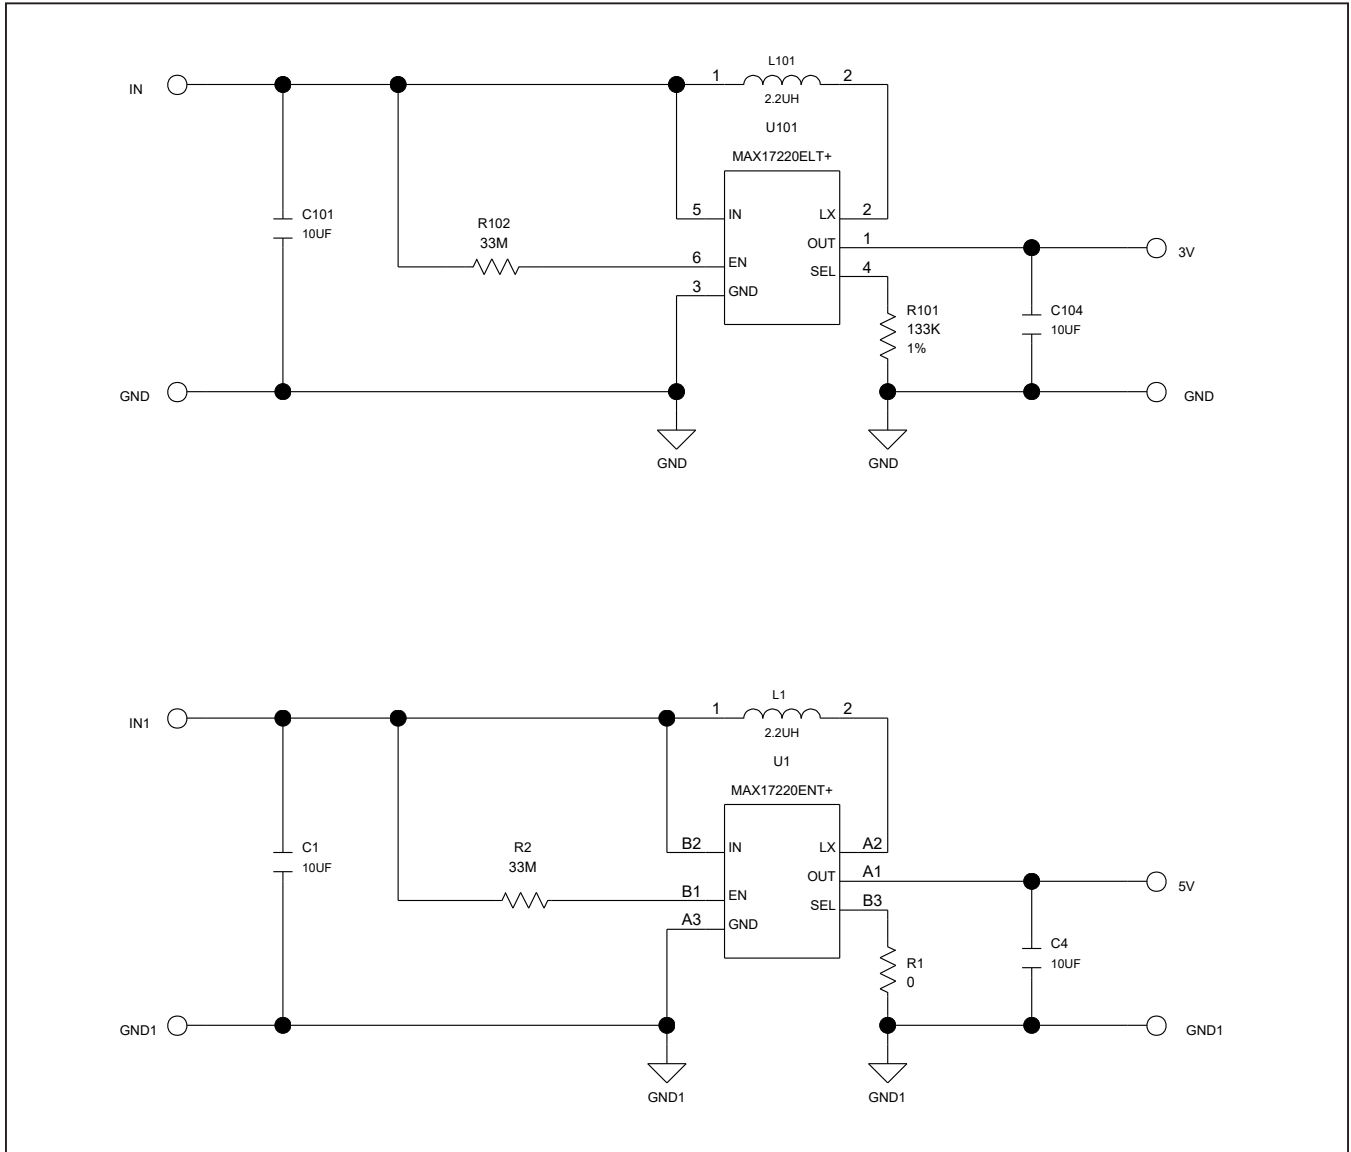 L101
1
2
IN
2.2UH
U101
MAX17220ELT+
C101
10UF
R102
33M
5
IN
LX
2
OUT
1
3V
6
EN
SEL
4
3
GND
R101
133K
1%
C104
10UF
GND
GND
GND
GND
L1
1
2
IN1
2.2UH
U1
MAX17220ENT+
C1
10UF
R2
33M
B2
IN
LX
A2
OUT
A1
5V
B1
EN
SEL
B3
A3
GND
R1
0
C4
10UF
GND1
GND1
GND1
GND1